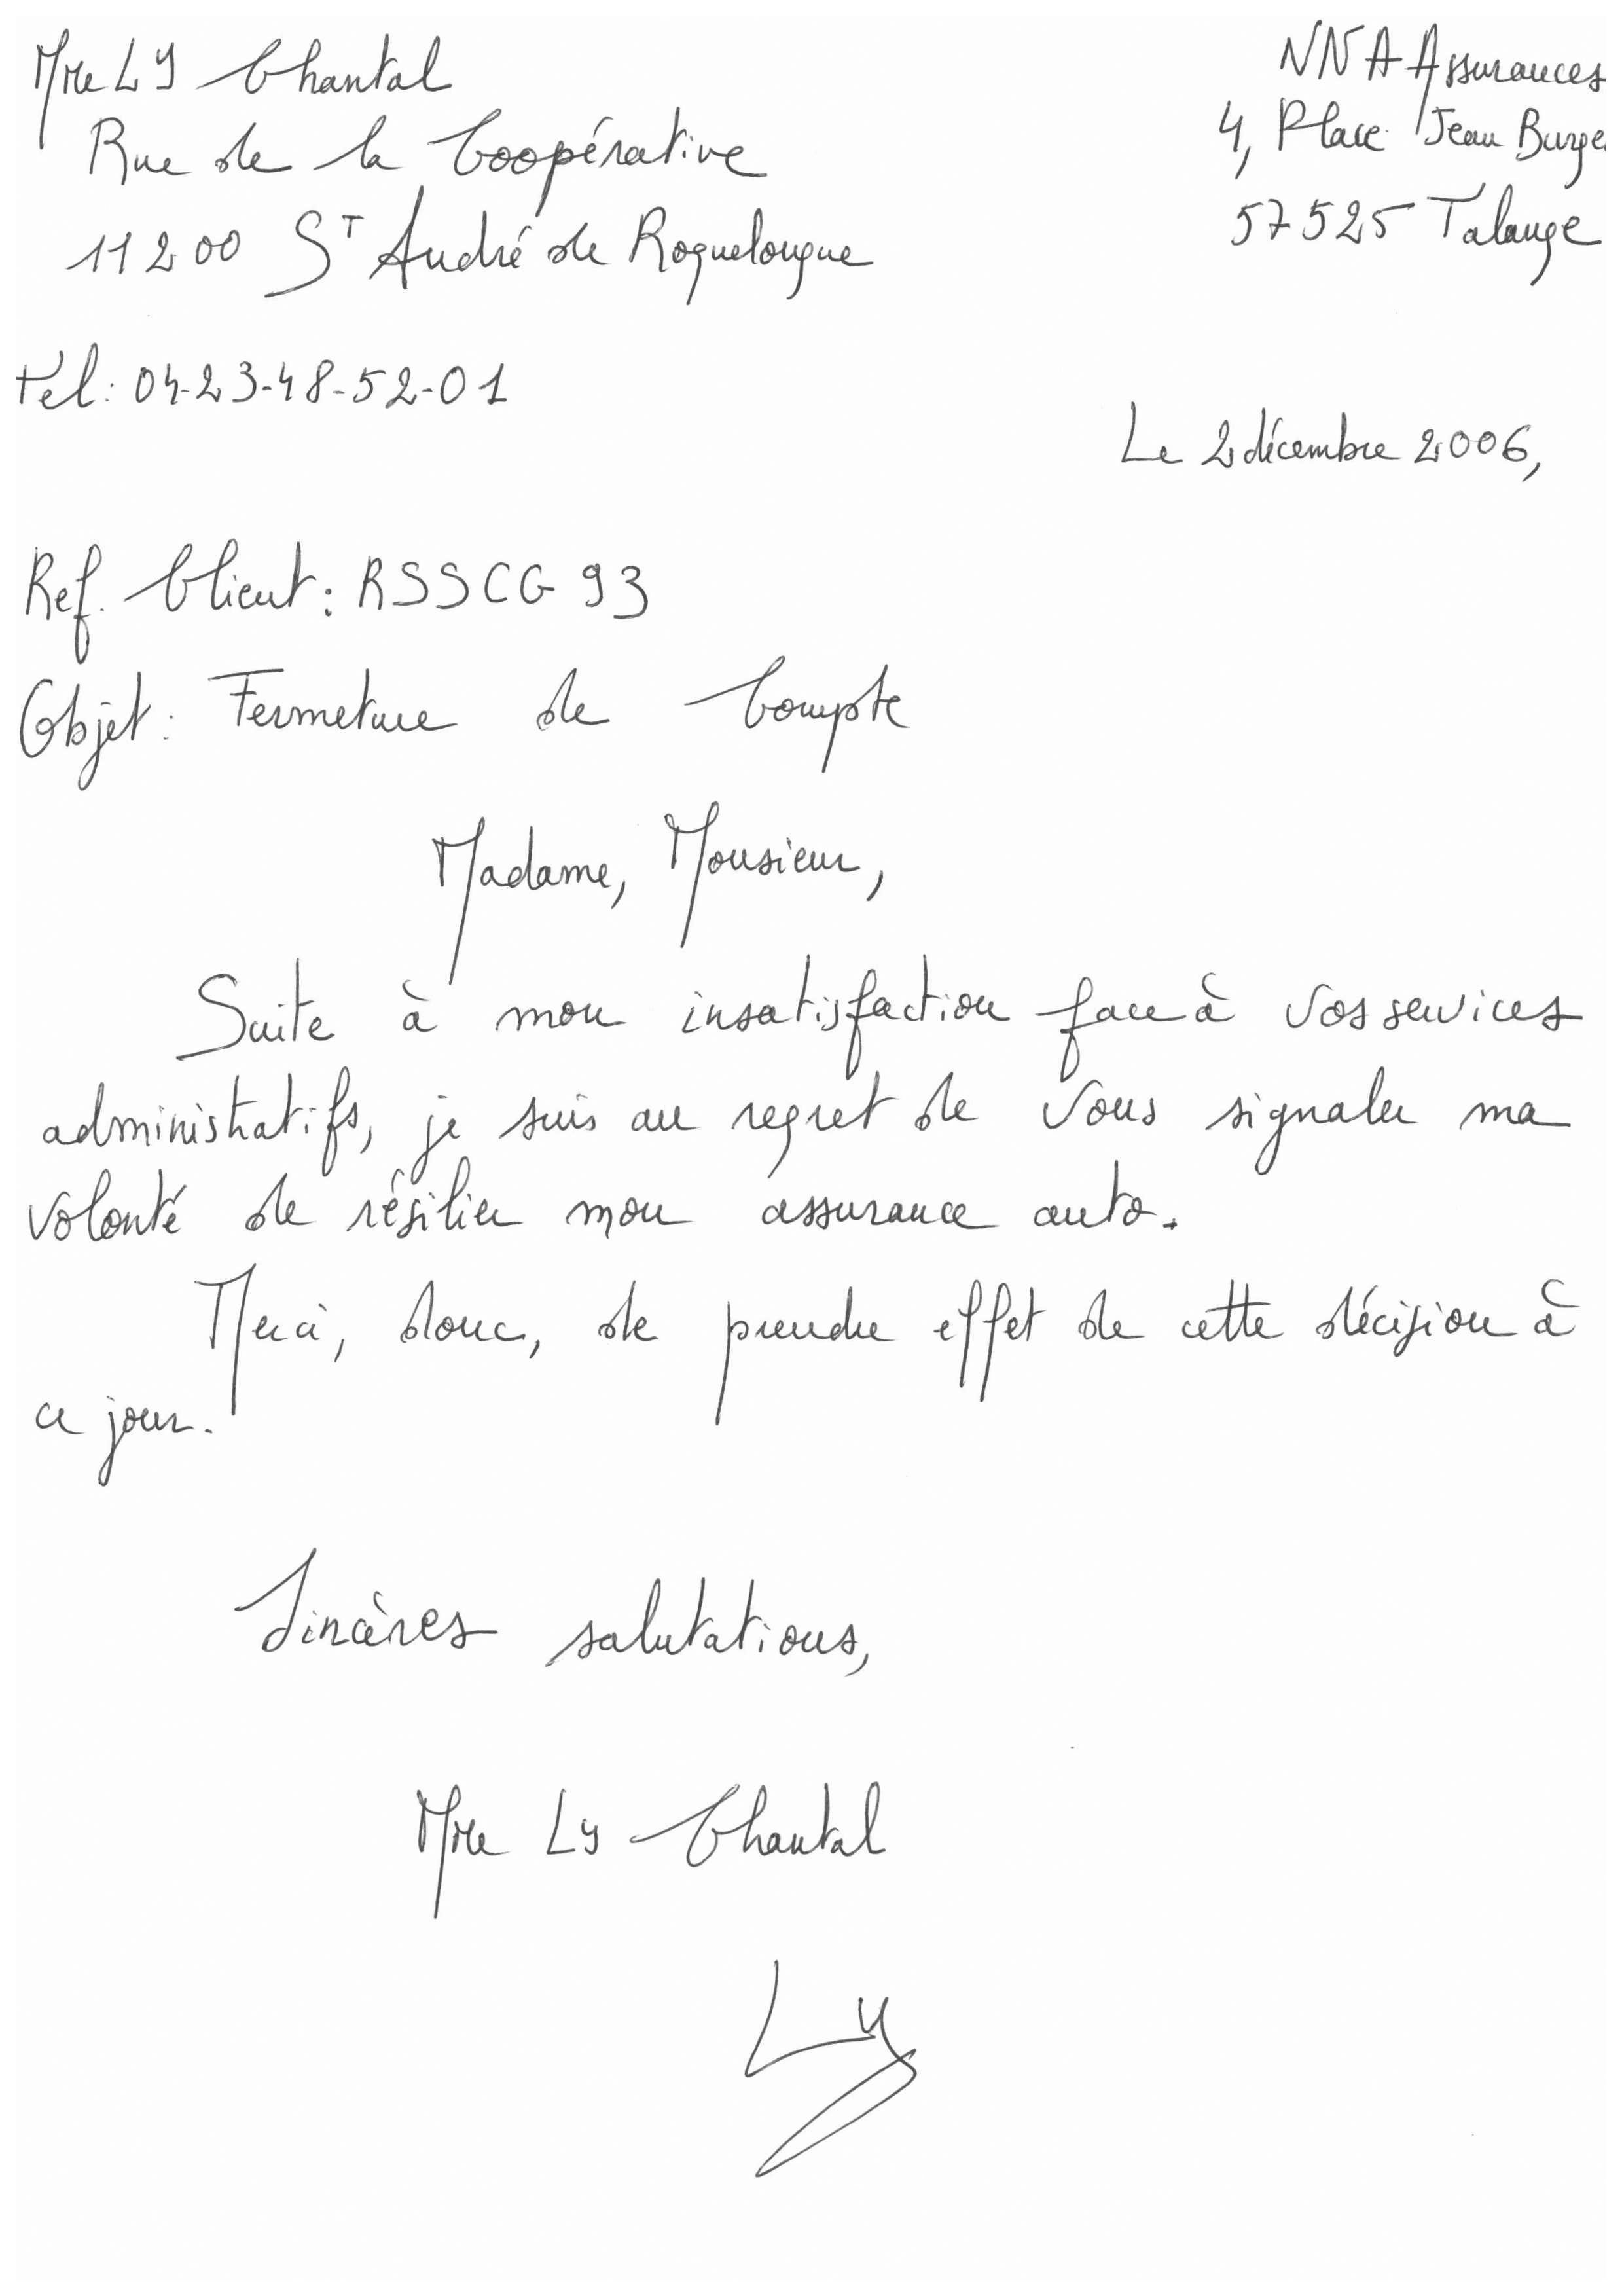 Mme LY Chantal
Rue de la Coopérative
11200 St André de Roquelongue
Tel: 04-23-48-52-01
NNA Assurances
4, Place Jean Burge
57525 Talange
Le 2 décembre 2006,
Ref. Client: RSSCG93
Objet: Fermeture de Compte
Madame, Monsieur,
Suite à mon insatisfaction face à vos services
administratifs, je suis au regret de vous signaler ma
volonté de résilier mon assurance auto.
Merci, donc, de prendre effet de cette décision à
ce jour.
Sincères salutations,
Mme Ly Chantal
Ly